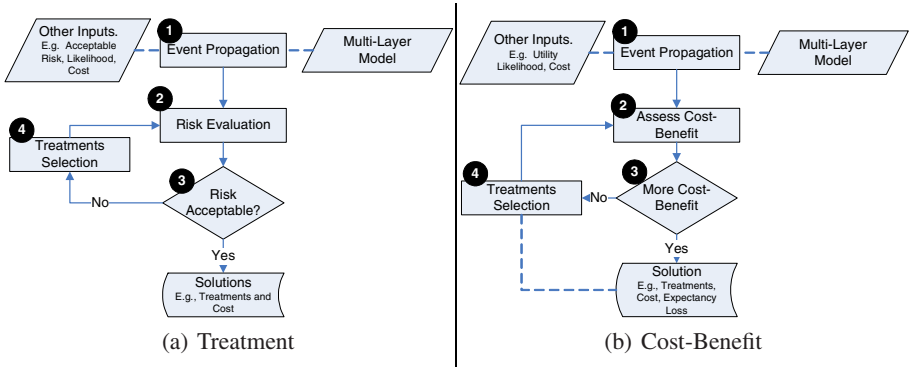 Other Inputs.
E.g. Acceptable
Risk, Likelihood,
Cost
1
Event Propagation
Multi-Layer
Model
2
Risk Evaluation
4
Treatments
Selection
3
Risk
Acceptable?
No
Yes
Solutions
E.g., Treatments and
Cost
(a) Treatment
Other Inputs.
E.g. Utility
Likelihood, Cost
1
Event Propagation
Multi-Layer
Model
2
Assess Cost-
Benefit
4
Treatments
Selection
3
More Cost-
Benefit
No
Yes
Solution
E.g., Treatments,
Cost, Expectancy
Loss
(b) Cost-Benefit